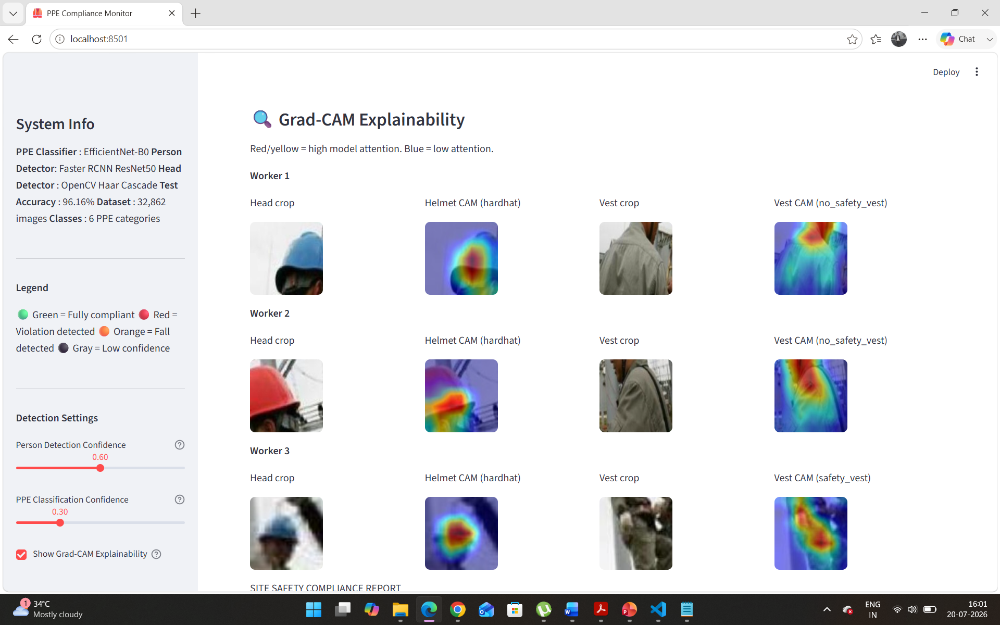 PPE Compliance Monitor
localhost:8501
Chat
Deploy
System Info
PPE Classifier : EfficientNet-B0 Person
Detector: Faster RCNN ResNet50 Head
Detector : OpenCV Haar Cascade Test
Accuracy : 96.16% Dataset : 32,862
images Classes : 6 PPE categories
Legend
Green = Fully compliant Red =
Violation detected Orange = Fall
detected Gray = Low confidence
Detection Settings
Person Detection Confidence
0.60
PPE Classification Confidence
0.30
Show Grad-CAM Explainability
Grad-CAM Explainability
Red/yellow = high model attention. Blue = low attention.
Worker 1
Head crop
Helmet CAM (hardhat)
Vest crop
Vest CAM (no_safety_vest)
Worker 2
Head crop
Helmet CAM (hardhat)
Vest crop
Vest CAM (no_safety_vest)
Worker 3
Head crop
Helmet CAM (hardhat)
Vest crop
Vest CAM (safety_vest)
SITE SAFETY COMPLIANCE REPORT
1
34°C
Mostly cloudy
ENG
IN
16:01
20-07-2026